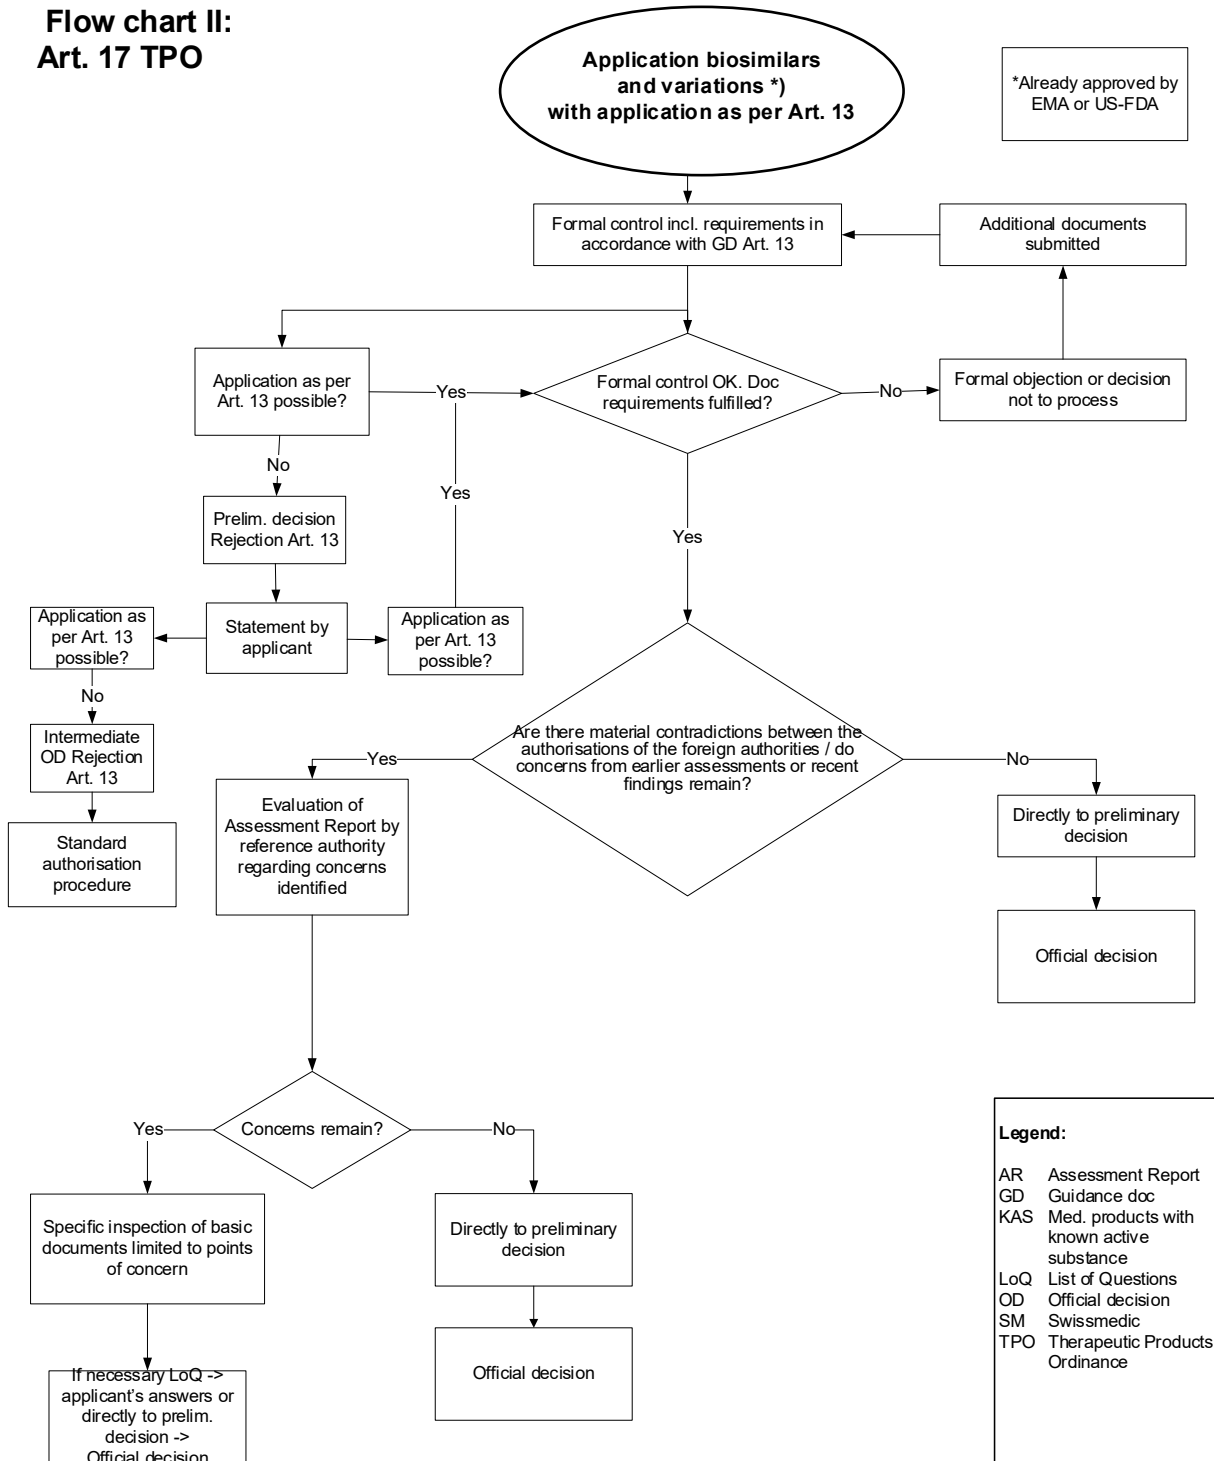 Flow chart II:
Art. 17 TPO
Application biosimilars
and variations *)
with application as per Art. 13
*Already approved by
EMA or US-FDA
Formal control incl. requirements in
accordance with GD Art. 13
Additional documents
submitted
Application as per
Art. 13 possible?
Yes
Formal control OK. Doc
requirements fulfilled?
No
Formal objection or decision
not to process
No
Yes
Prelim. decision
Rejection Art. 13
Yes
Application as
per Art. 13
possible?
Statement by
applicant
Application as
per Art. 13
possible?
No
Intermediate
OD Rejection
Art. 13
Standard
authorisation
procedure
Are there material contradictions between the
authorisations of the foreign authorities / do
concerns from earlier assessments or recent
findings remain?
Yes
No
Evaluation of
Assessment Report by
reference authority
regarding concerns
identified
Directly to preliminary
decision
Official decision
Concerns remain?
Yes
No
Specific inspection of basic
documents limited to points
of concern
Directly to preliminary
decision
If necessary LoQ ->
applicant's answers or
directly to prelim.
decision ->
Official decision
Official decision
Legend:
AR Assessment Report
GD Guidance doc
KAS Med. products with
known active
substance
LoQ List of Questions
OD Official decision
SM Swissmedic
TPO Therapeutic Products
Ordinance